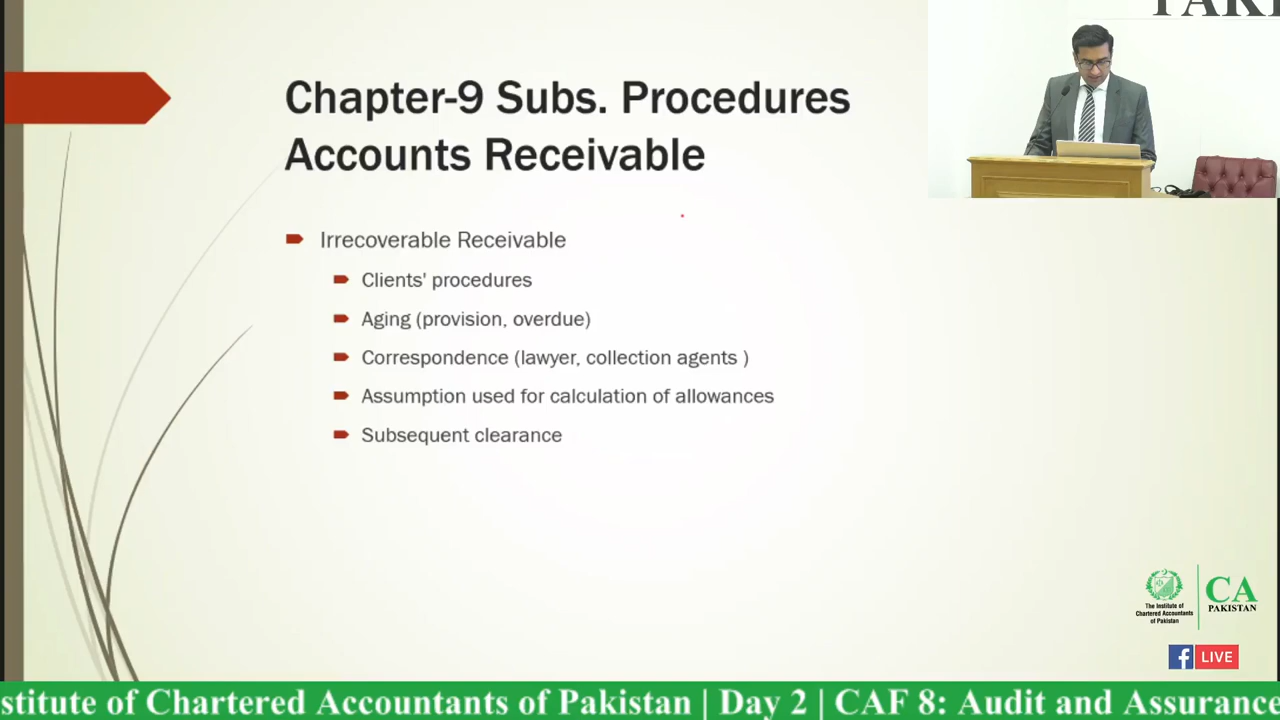 Chapter-9 Subs. Procedures
Accounts Receivable
Irrecoverable Receivable
Clients' procedures
Aging (provision, overdue)
Correspondence (lawyer, collection agents )
Assumption used for calculation of allowances
Subsequent clearance
The Institute of
Chartered Accountants
of Pakistan
CA
PAKISTAN
LIVE
stitute of Chartered Accountants of Pakistan | Day 2 | CAF 8: Audit and Assurance